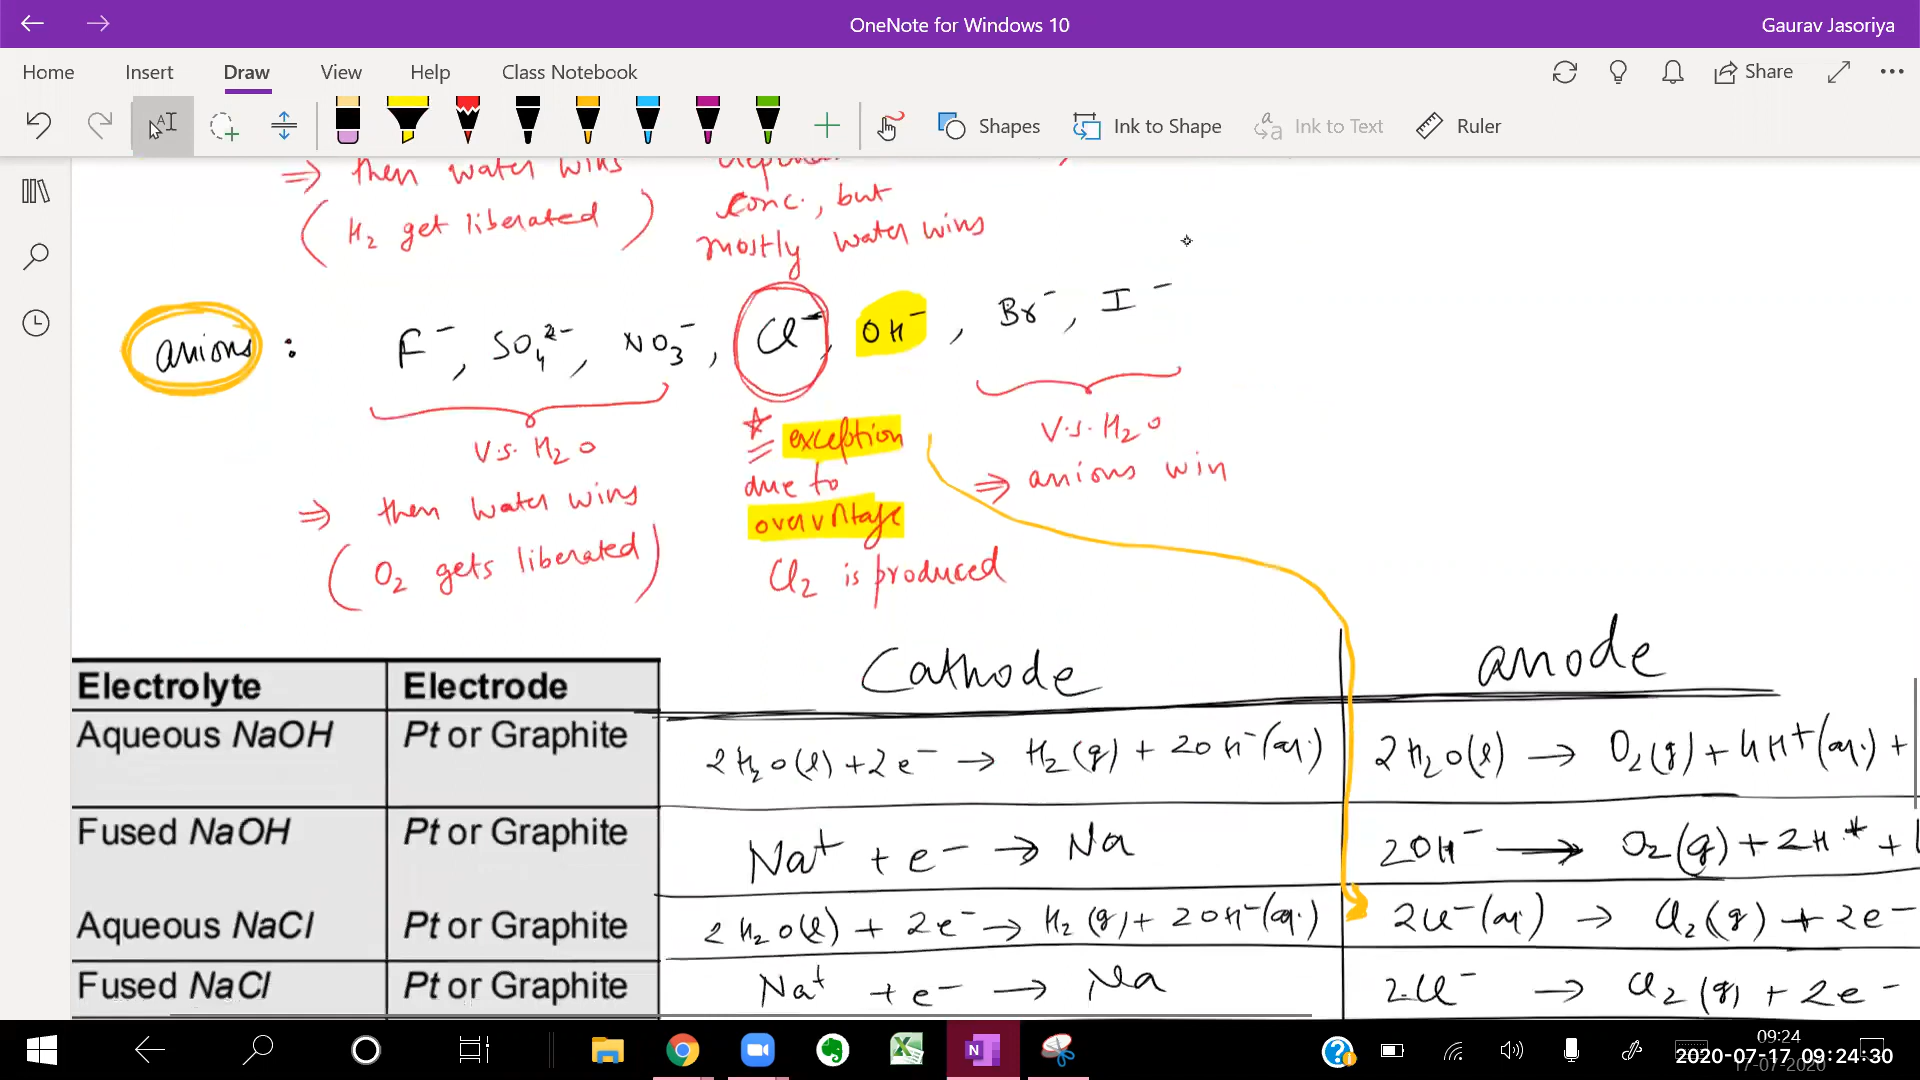 OneNote for Windows 10
Gaurav Jasoriya
Home Insert Draw View Help Class Notebook
Share
Shapes Ink to Shape Ink to Text Ruler
⇒ then water wins
(H₂ get liberated)
conc., but
mostly water wins
anions : F⁻, SO₄²⁻, NO₃⁻, Cl⁻, OH⁻, Br⁻, I⁻
v.s. H₂O
⇒ then water wins
(O₂ gets liberated)
exception
due to
overvoltage
Cl₂ is produced
v.s. H₂O
⇒ anions win
Electrolyte Electrode Cathode anode
Aqueous NaOH Pt or Graphite 2H₂O(l) + 2e⁻ → H₂(g) + 2OH⁻(aq.) 2H₂O(l) → O₂(g) + 4H⁺(aq.) +
Fused NaOH Pt or Graphite Na⁺ + e⁻ → Na 2OH⁻ → O₂(g) + 2H⁺ +
Aqueous NaCl Pt or Graphite 2H₂O(l) + 2e⁻ → H₂(g) + 2OH⁻(aq.) 2Cl⁻(aq.) → Cl₂(g) + 2e⁻
Fused NaCl Pt or Graphite Na⁺ + e⁻ → Na 2Cl⁻ → Cl₂(g) + 2e⁻
09:24
2020-07-17 09:24:30
17-07-2020